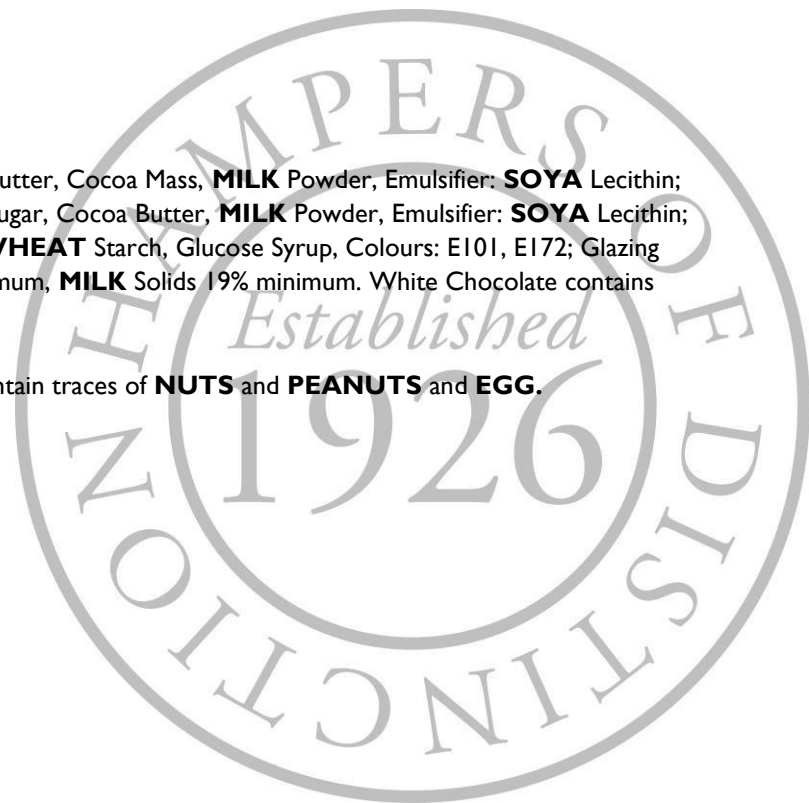 utter, Cocoa Mass, MILK Powder, Emulsifier: SOYA Lecithin;
ugar, Cocoa Butter, MILK Powder, Emulsifier: SOYA Lecithin;
WHEAT Starch, Glucose Syrup, Colours: E101, E172; Glazing
mum, MILK Solids 19% minimum. White Chocolate contains
ntain traces of NUTS and PEANUTS and EGG.
HAMPERS OF DISTINCTION
Established
1926